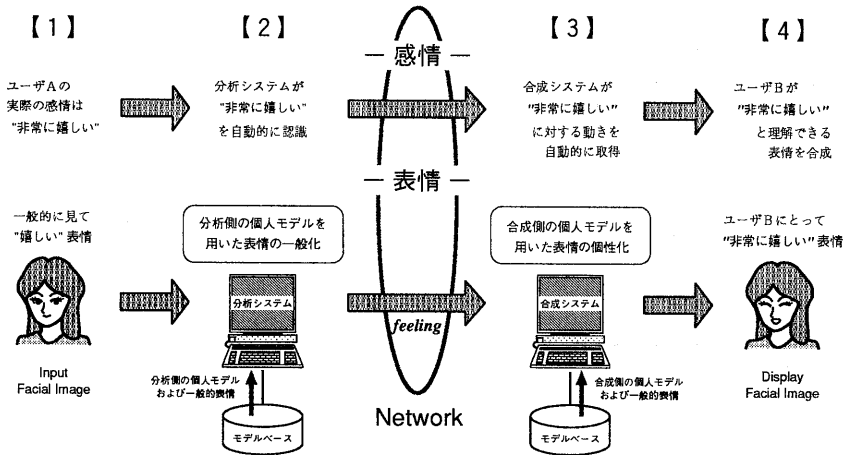 【1】
【2】
【3】
【4】
— 感情 —
ユーザAの
実際の感情は
"非常に嬉しい"
分析システムが
"非常に嬉しい"
を自動的に認識
合成システムが
"非常に嬉しい"
に対する動きを
自動的に取得
ユーザBが
"非常に嬉しい"
と理解できる
表情を合成
— 表情 —
一般的に見て
"嬉しい"表情
分析側の個人モデルを
用いた表情の一般化
合成側の個人モデルを
用いた表情の個性化
ユーザBにとって
"非常に嬉しい"表情
分析システム
feeling
合成システム
Input
Facial Image
分析側の個人モデル
および一般的表情
モデルベース
Network
合成側の個人モデル
および一般的表情
モデルベース
Display
Facial Image